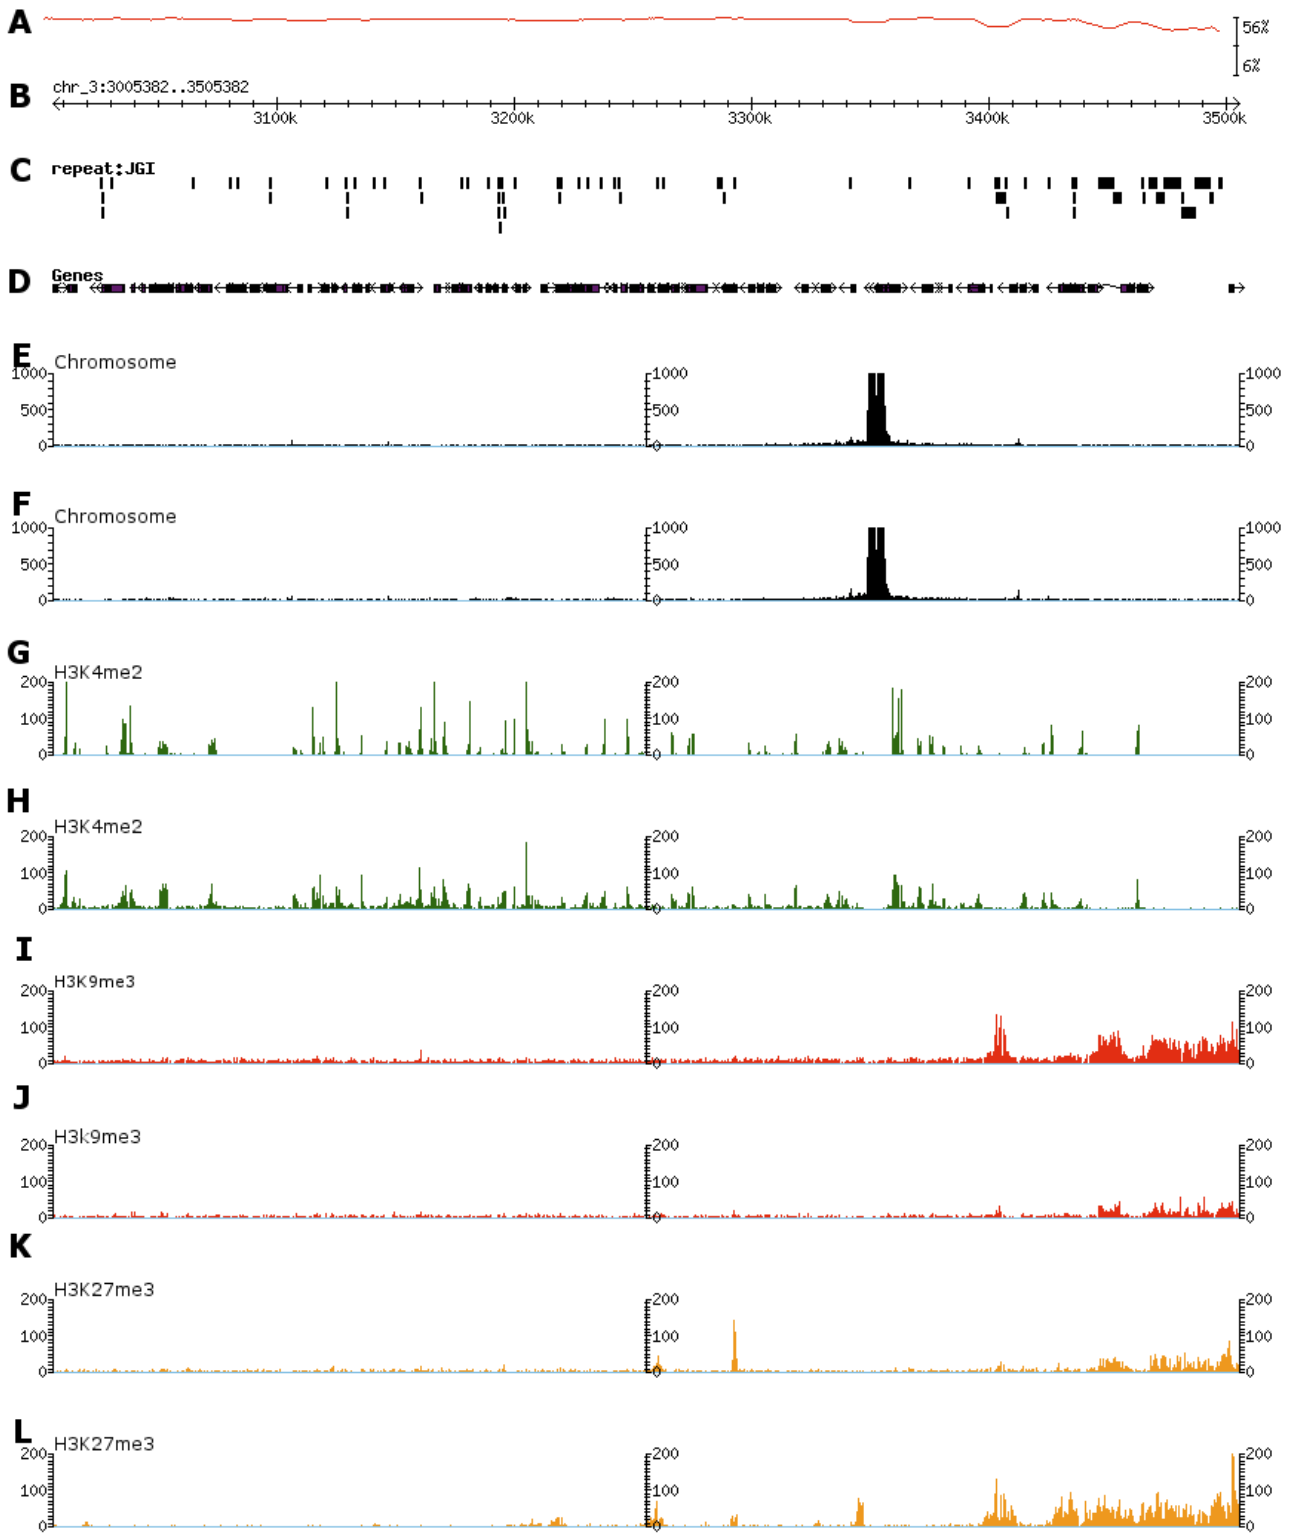 A
56%
6%
B
chr_3:3005382..3505382
3100k 3200k 3300k 3400k 3500k
C
repeat:JGI
D
Genes
E
Chromosome
1000 1000 1000
500 500 500
0 0 0
F
Chromosome
1000 1000 1000
500 500 500
0 0 0
G
H3K4me2
200 200 200
100 100 100
0 0 0
H
H3K4me2
200 200 200
100 100 100
0 0 0
I
H3K9me3
200 200 200
100 100 100
0 0 0
J
H3k9me3
200 200 200
100 100 100
0 0 0
K
H3K27me3
200 200 200
100 100 100
0 0 0
L
H3K27me3
200 200 200
100 100 100
0 0 0